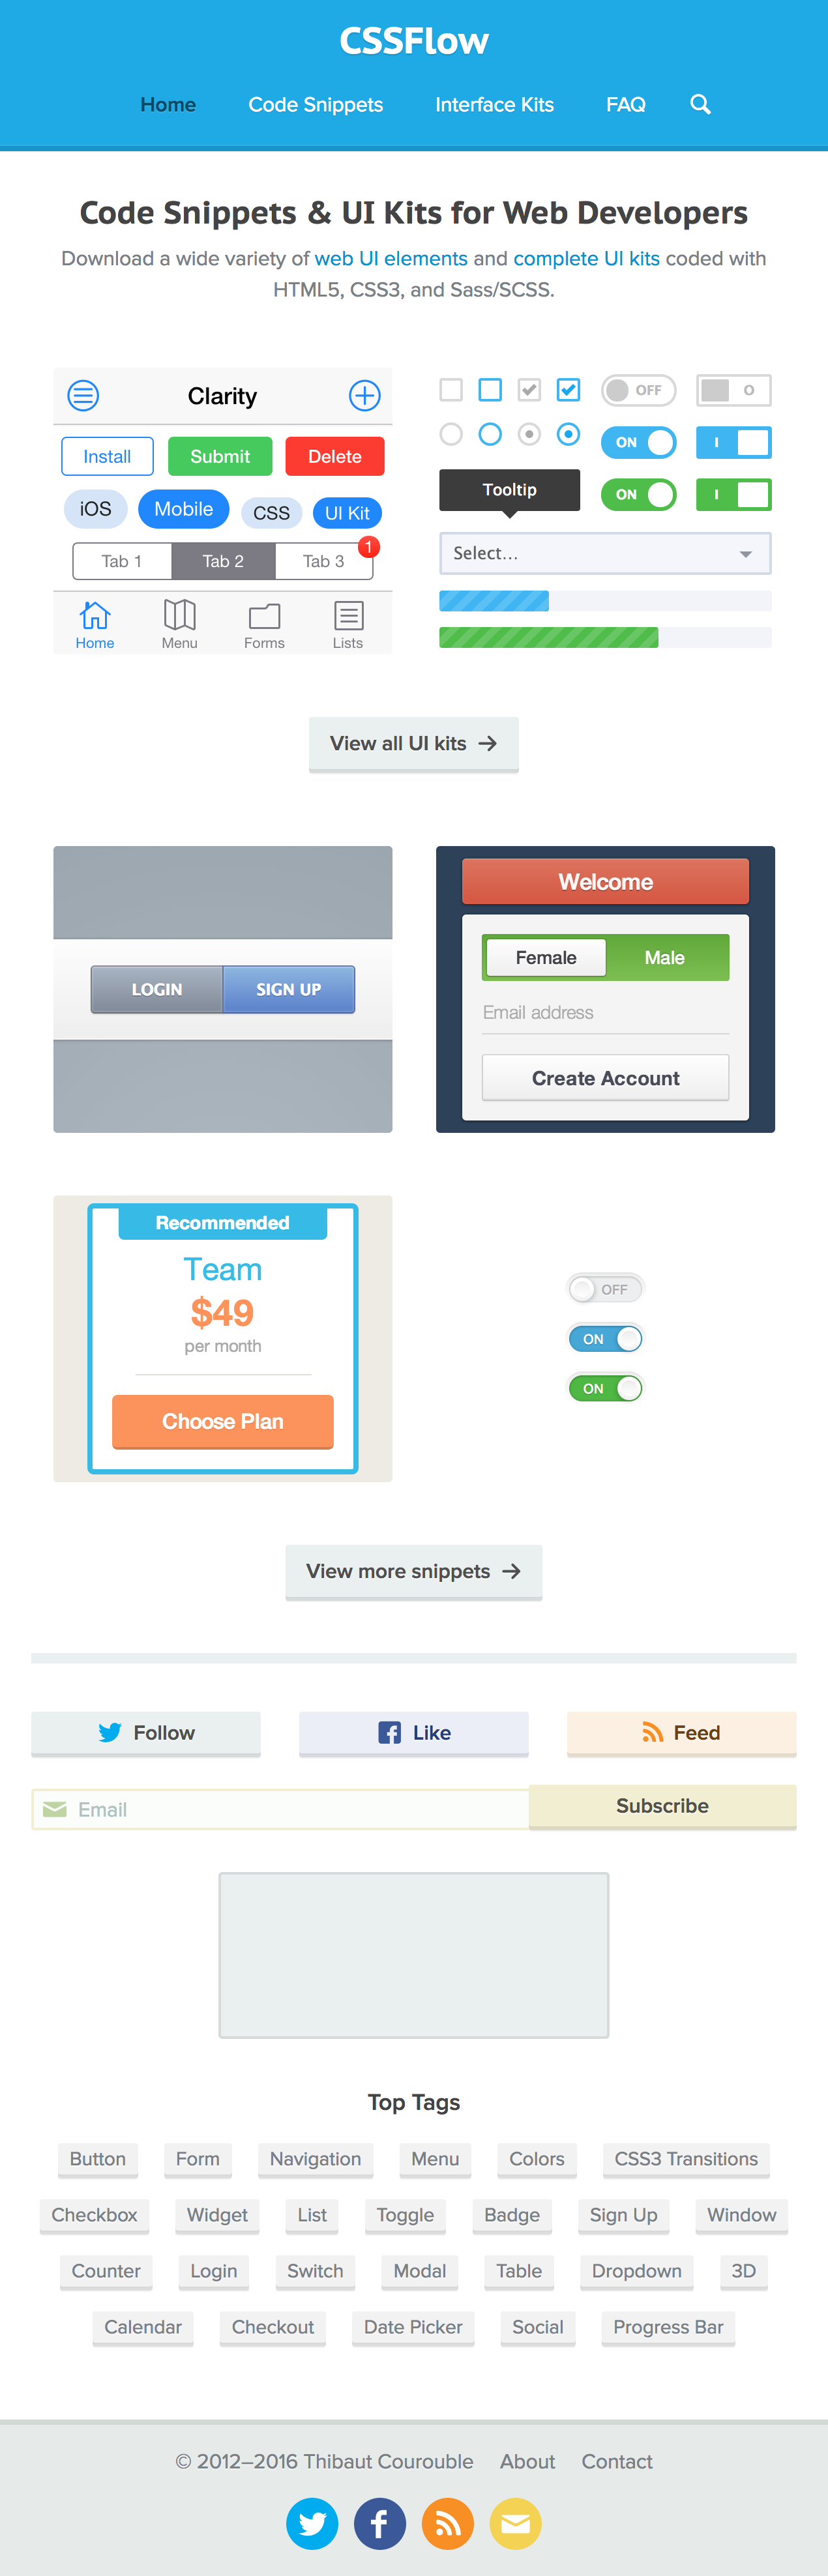 CSSFlow
Home Code Snippets Interface Kits FAQ
Code Snippets & UI Kits for Web Developers
Download a wide variety of web UI elements and complete UI kits coded with
HTML5, CSS3, and Sass/SCSS.
Clarity
Install Submit Delete
iOS Mobile CSS UI Kit
Tab 1 Tab 2 Tab 3 1
Home Menu Forms Lists
OFF O
ON I
Tooltip ON I
Select...
View all UI kits →
LOGIN SIGN UP
Welcome
Female Male
Email address
Create Account
Recommended
Team
$49
per month
Choose Plan
OFF
ON
ON
View more snippets →
Follow Like Feed
Email Subscribe
Top Tags
Button Form Navigation Menu Colors CSS3 Transitions
Checkbox Widget List Toggle Badge Sign Up Window
Counter Login Switch Modal Table Dropdown 3D
Calendar Checkout Date Picker Social Progress Bar
© 2012–2016 Thibaut Courouble About Contact